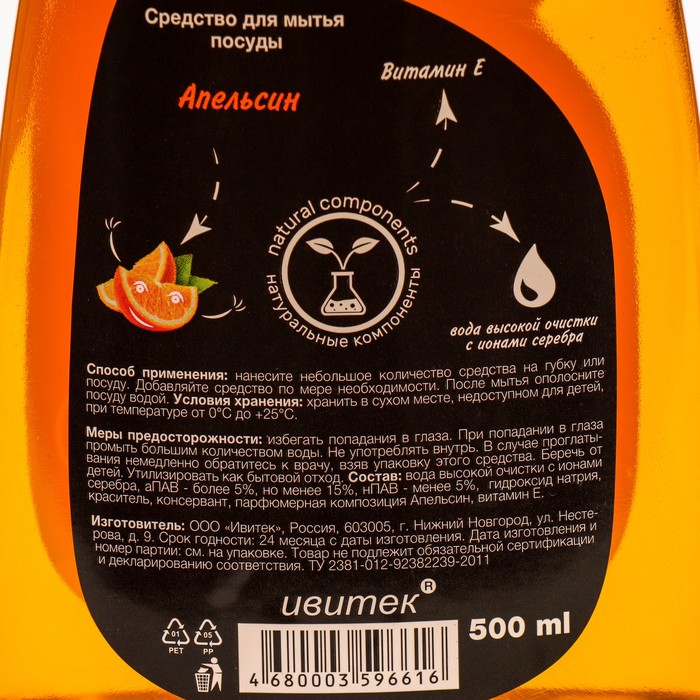 Средство для мытья
посуды
Витамин Е
Апельсин
natural components
натуральные компоненты
вода высокой очистки
с ионами серебра
Способ применения: нанесите небольшое количество средства на губку или
посуду. Добавляйте средство по мере необходимости. После мытья ополосните
посуду водой. Условия хранения: хранить в сухом месте, недоступном для детей,
при температуре от 0°С до +25°С.
Меры предосторожности: избегать попадания в глаза. При попадании в глаза
промыть большим количеством воды. Не употреблять внутрь. В случае проглаты-
вания немедленно обратитесь к врачу, взяв упаковку этого средства. Беречь от
детей. Утилизировать как бытовой отход. Состав: вода высокой очистки с ионами
серебра, аПАВ - более 5%, но менее 15%, нПАВ - менее 5%, гидроксид натрия,
краситель, консервант, парфюмерная композиция Апельсин, витамин Е.
Изготовитель: ООО «Ивитек», Россия, 603005, г. Нижний Новгород, ул. Несте-
рова, д. 9. Срок годности: 24 месяца с даты изготовления. Дата изготовления и
номер партии: см. на упаковке. Товар не подлежит обязательной сертификации
и декларированию соответствия. ТУ 2381-012-92382239-2011
ивитек®
01
PET
05
PP
500 ml
4 680003 596616